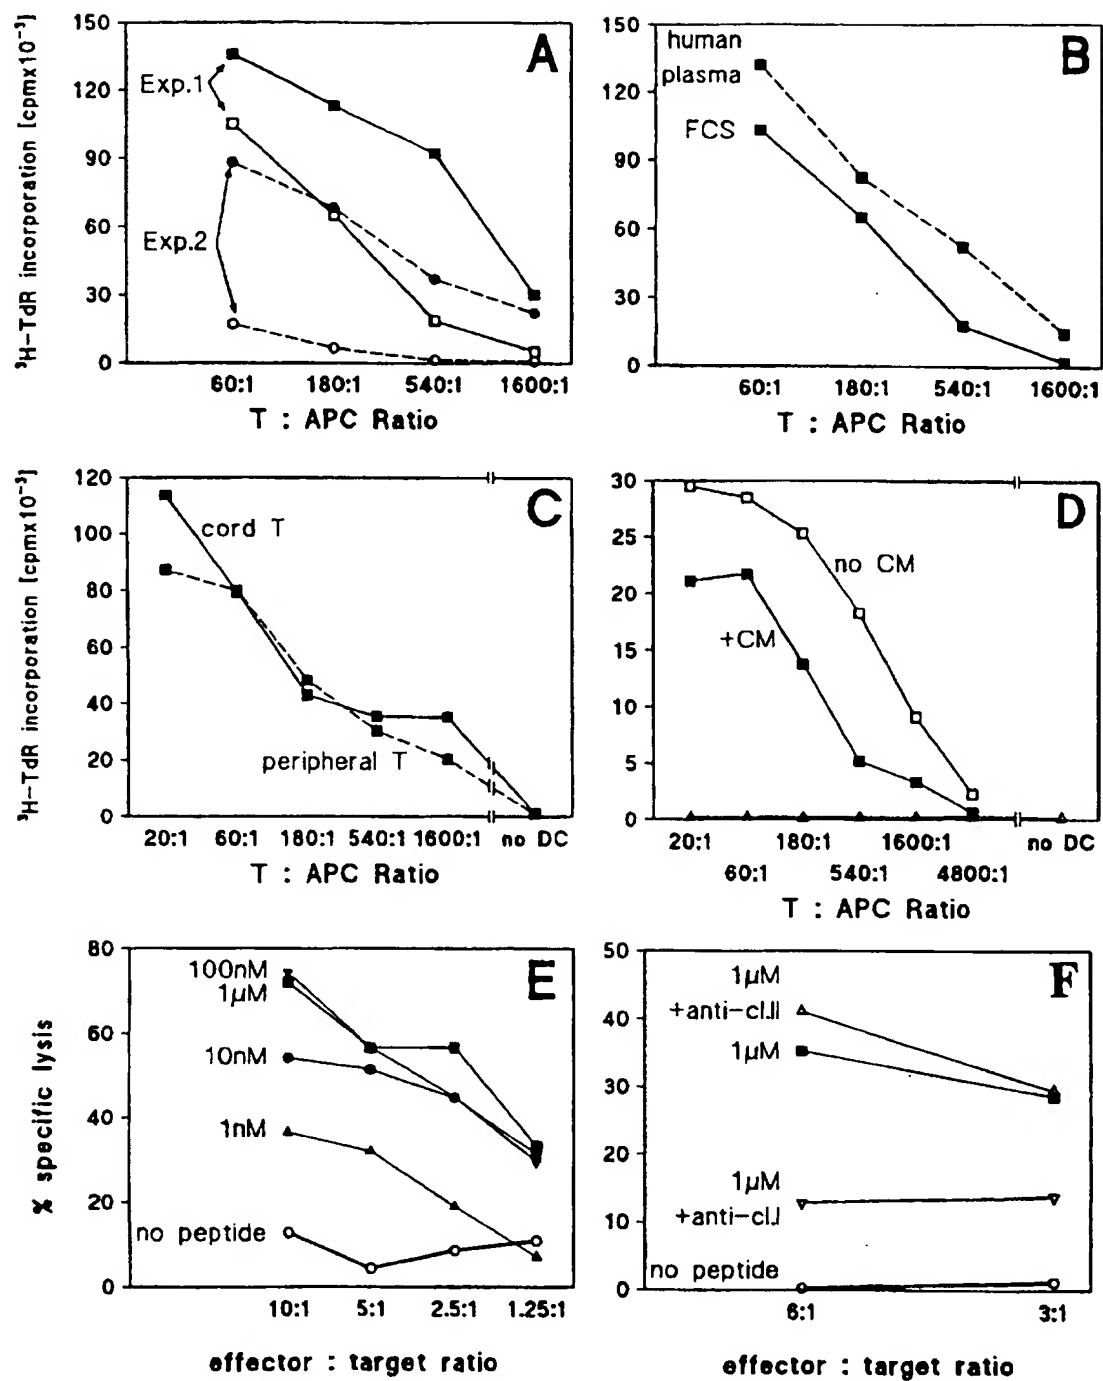 A
³H-TdR incorporation [cpmx10⁻³]
150
120
90
60
30
0
Exp.1
Exp.2
60:1 180:1 540:1 1600:1
T : APC Ratio
B
150
120
90
60
30
0
human
plasma
FCS
60:1 180:1 540:1 1600:1
T : APC Ratio
C
³H-TdR incorporation [cpmx10⁻³]
120
100
80
60
40
20
0
cord T
peripheral T
20:1 60:1 180:1 540:1 1600:1 no DC
T : APC Ratio
D
30
25
20
15
10
5
0
no CM
+CM
20:1 180:1 1600:1 no DC
60:1 540:1 4800:1
T : APC Ratio
E
% specific lysis
80
60
40
20
0
100nM
1µM
10nM
1nM
no peptide
10:1 5:1 2.5:1 1.25:1
effector : target ratio
F
50
40
30
20
10
0
1µM
+anti-cl.II
1µM
1µM
+anti-cl.I
no peptide
6:1 3:1
effector : target ratio